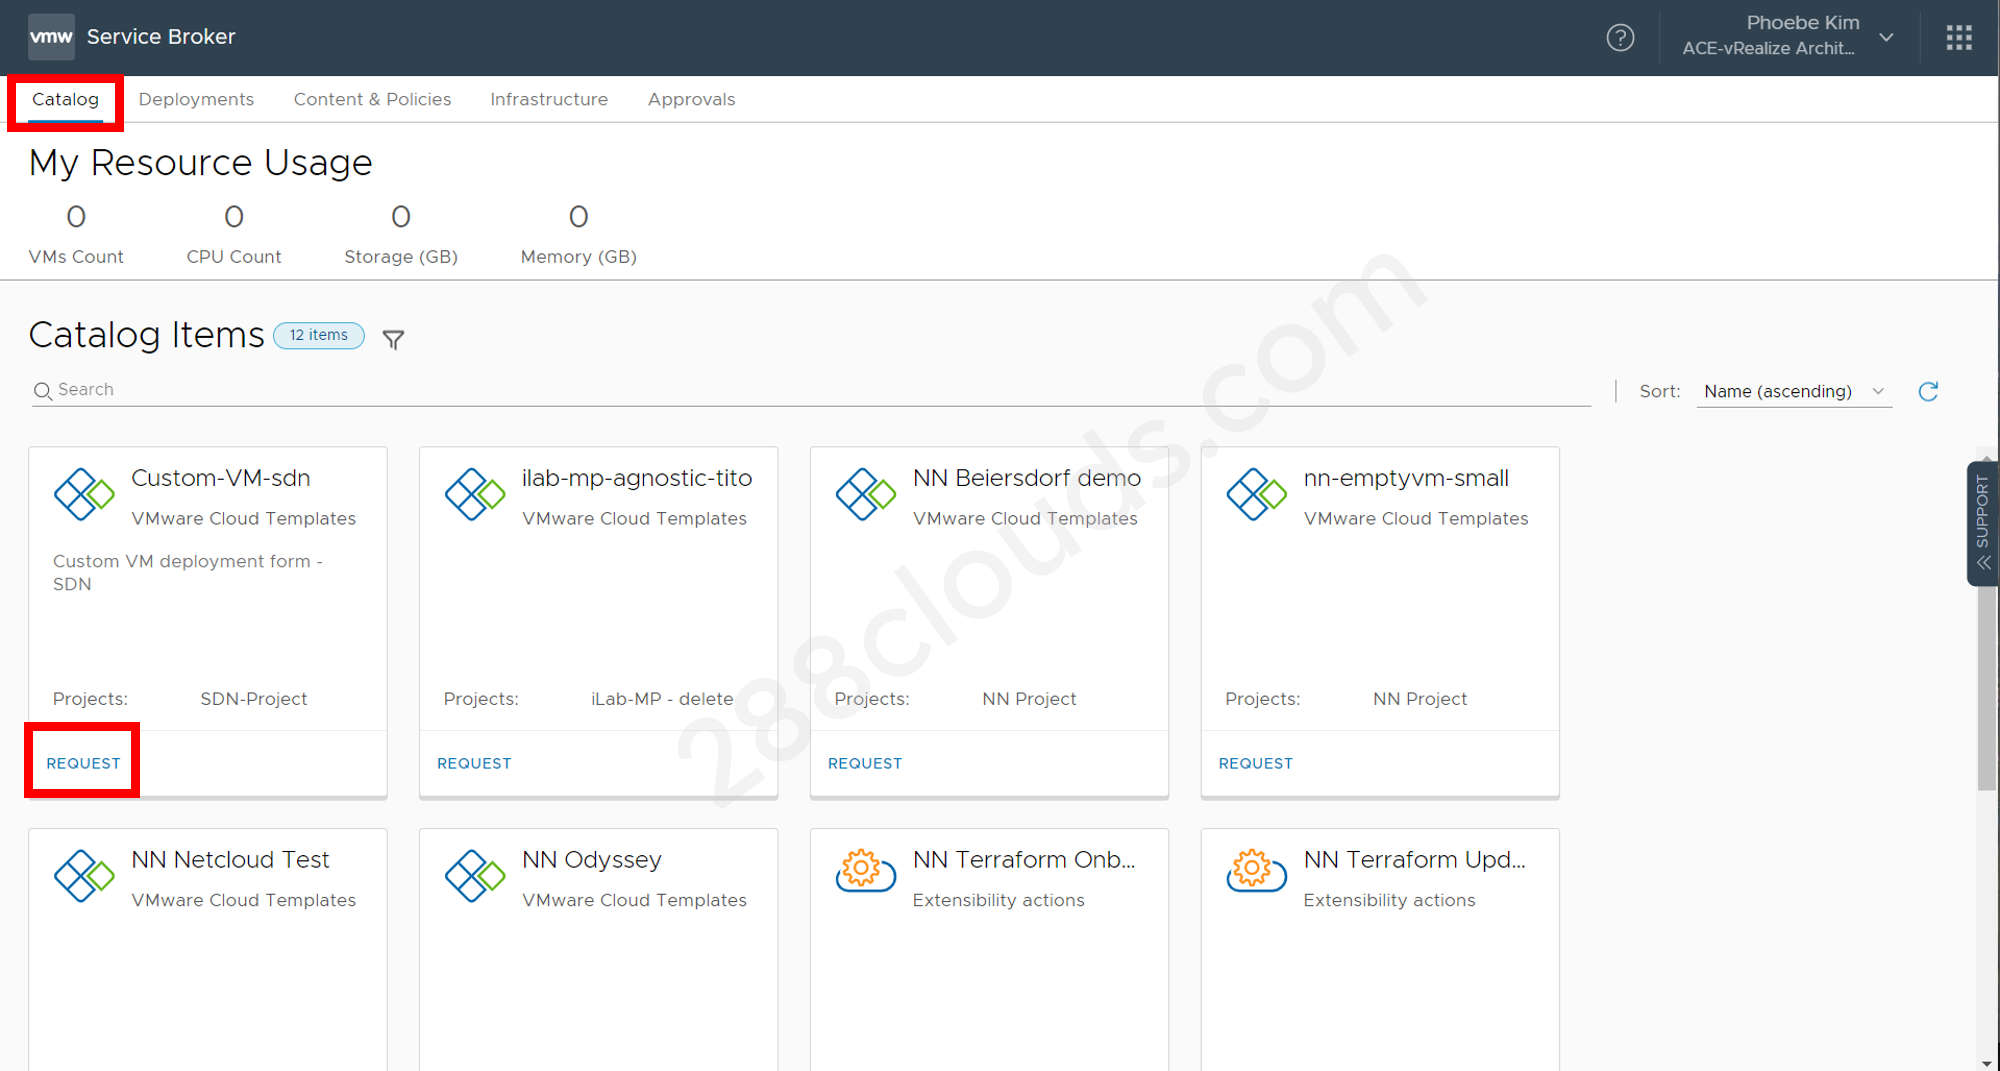 vmw Service Broker
Phoebe Kim
ACE-vRealize Archit...
Catalog Deployments Content & Policies Infrastructure Approvals
My Resource Usage
0 0 0 0
VMs Count CPU Count Storage (GB) Memory (GB)
Catalog Items 12 items
Search
Sort: Name (ascending)
Custom-VM-sdn
VMware Cloud Templates
Custom VM deployment form -
SDN
Projects: SDN-Project
REQUEST
ilab-mp-agnostic-tito
VMware Cloud Templates
Projects: iLab-MP - delete
REQUEST
NN Beiersdorf demo
VMware Cloud Templates
Projects: NN Project
REQUEST
nn-emptyvm-small
VMware Cloud Templates
Projects: NN Project
REQUEST
SUPPORT
NN Netcloud Test
VMware Cloud Templates
NN Odyssey
VMware Cloud Templates
NN Terraform Onb...
Extensibility actions
NN Terraform Upd...
Extensibility actions
288clouds.com